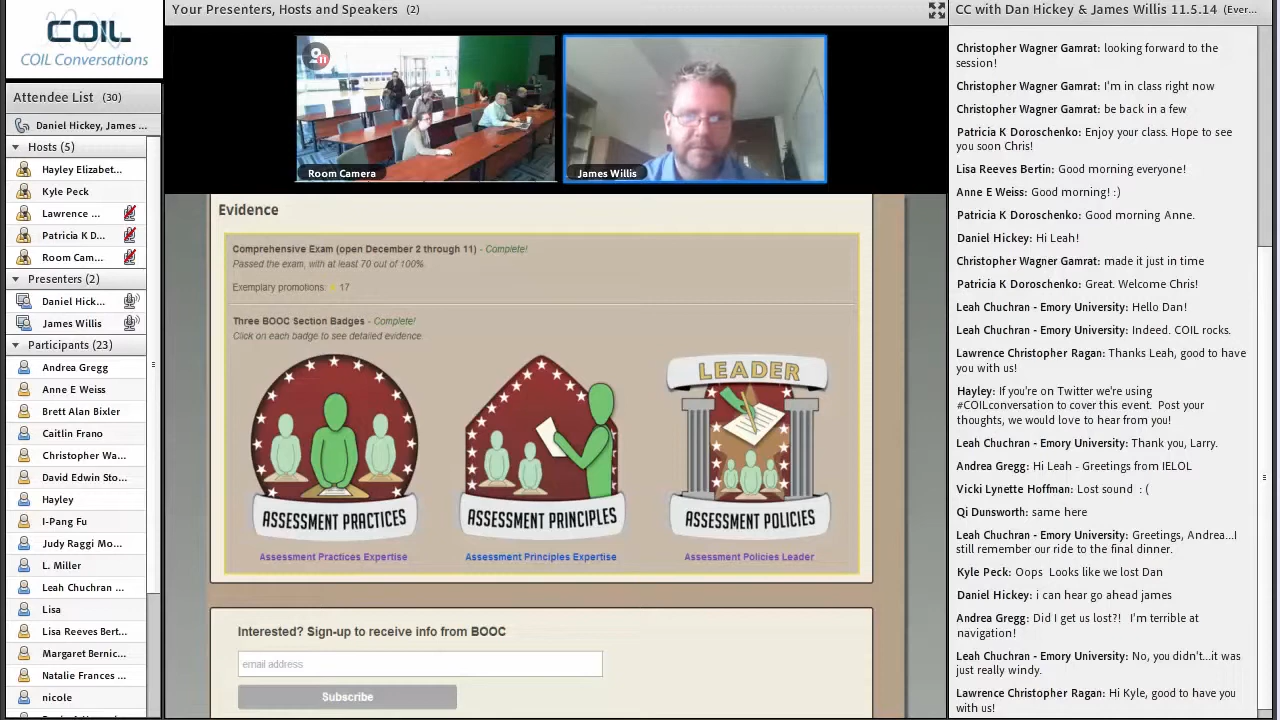 COIL
COIL Conversations
Attendee List (30)
Daniel Hickey, James ...
Hosts (5)
Hayley Elizabet...
Kyle Peck
Lawrence ...
Patricia K D...
Room Cam...
Presenters (2)
Daniel Hick...
James Willis
Participants (23)
Andrea Gregg
Anne E Weiss
Brett Alan Bixler
Caitlin Frano
Christopher Wa...
David Edwin Sto...
Hayley
I-Pang Fu
Judy Raggi Mo...
L. Miller
Leah Chuchran ...
Lisa
Lisa Reeves Bert...
Margaret Bernic...
Natalie Frances ...
nicole
Your Presenters, Hosts and Speakers (2)
Room Camera
James Willis
Evidence
Comprehensive Exam (open December 2 through 11) - Complete!
Passed the exam, with at least 70 out of 100%.
Exemplary promotions: 17
Three BOOC Section Badges - Complete!
Click on each badge to see detailed evidence
ASSESSMENT PRACTICES
ASSESSMENT PRINCIPLES
LEADER
ASSESSMENT POLICIES
Assessment Practices Expertise
Assessment Principles Expertise
Assessment Policies Leader
Interested? Sign-up to receive info from BOOC
email address
Subscribe
CC with Dan Hickey & James Willis 11.5.14 (Ever...
Christopher Wagner Gamrat: looking forward to the
session!
Christopher Wagner Gamrat: I'm in class right now
Christopher Wagner Gamrat: be back in a few
Patricia K Doroschenko: Enjoy your class. Hope to see
you soon Chris!
Lisa Reeves Bertin: Good morning everyone!
Anne E Weiss: Good morning! :)
Patricia K Doroschenko: Good morning Anne.
Daniel Hickey: Hi Leah!
Christopher Wagner Gamrat: made it just in time
Patricia K Doroschenko: Great. Welcome Chris!
Leah Chuchran - Emory University: Hello Dan!
Leah Chuchran - Emory University: Indeed. COIL rocks.
Lawrence Christopher Ragan: Thanks Leah, good to have
you with us!
Hayley: If you're on Twitter we're using
#COILconversation to cover this event. Post your
thoughts, we would love to hear from you!
Leah Chuchran - Emory University: Thank you, Larry.
Andrea Gregg: Hi Leah - Greetings from IELOL
Vicki Lynette Hoffman: Lost sound : (
Qi Dunsworth: same here
Leah Chuchran - Emory University: Greetings, Andrea...I
still remember our after dinner.
Kyle Peck: Oops Looks like we lost Dan
Daniel Hickey: i can hear go ahead james
Andrea Gregg: Did I get us lost?! I'm terrible at
navigation!
Leah Chuchran - Emory University: No, you didn't...it was
just really windy.
Lawrence Christopher Ragan: Hi Kyle, good to have you
with us!